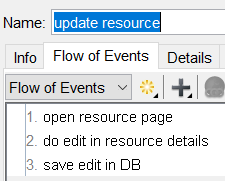 Name: update resource
Info Flow of Events Details
Flow of Events
1. open resource page
2. do edit in resource details
3. save edit in DB